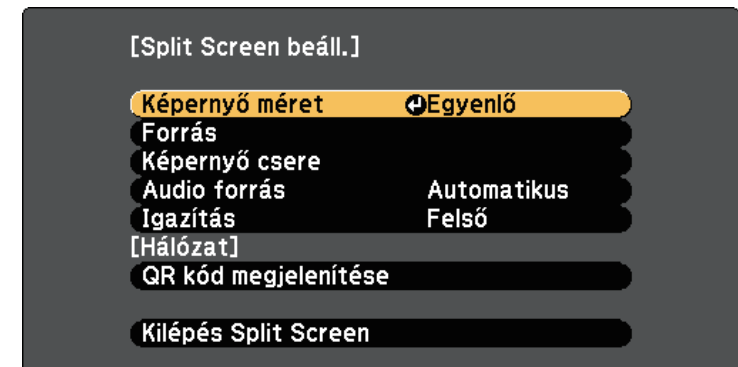 [Split Screen beáll.]
Képernyő méret Egyenlő
Forrás
Képernyő csere
Audio forrás Automatikus
Igazítás Felső
[Hálózat]
QR kód megjelenítése
Kilépés Split Screen